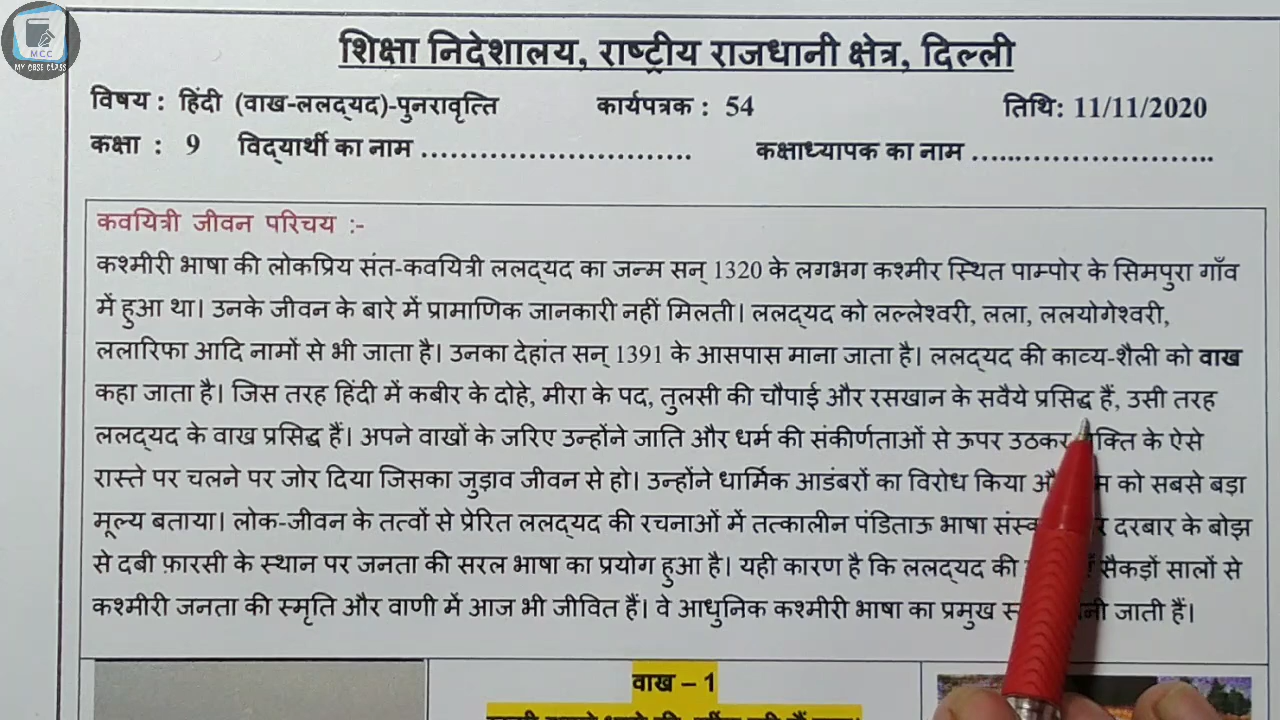 MCC
MY CBSE CLASS
शिक्षा निदेशालय, राष्ट्रीय राजधानी क्षेत्र, दिल्ली
विषय : हिंदी (वाख-ललद्‌यद)-पुनरावृत्ति कार्यपत्रक : 54 तिथि: 11/11/2020
कक्षा : 9 विद्‌यार्थी का नाम ............................ कक्षाध्यापक का नाम .........................
कवयित्री जीवन परिचय :-
कश्मीरी भाषा की लोकप्रिय संत-कवयित्री ललद्‌यद का जन्म सन् 1320 के लगभग कश्मीर स्थित पाम्पोर के सिमपुरा गाँव
में हुआ था। उनके जीवन के बारे में प्रामाणिक जानकारी नहीं मिलती। ललद्‌यद को लल्लेश्वरी, लला, ललयोगेश्वरी,
ललारिफा आदि नामों से भी जाता है। उनका देहांत सन् 1391 के आसपास माना जाता है। ललद्‌यद की काव्य-शैली को वाख
कहा जाता है। जिस तरह हिंदी में कबीर के दोहे, मीरा के पद, तुलसी की चौपाई और रसखान के सवैये प्रसिद्ध हैं, उसी तरह
ललद्‌यद के वाख प्रसिद्ध हैं। अपने वाखों के जरिए उन्होंने जाति और धर्म की संकीर्णताओं से ऊपर उठकर के ऐसे
रास्ते पर चलने पर जोर दिया जिसका जुड़ाव जीवन से हो। उन्होंने धार्मिक आडंबरों का विरोध किया को सबसे बड़ा
मूल्य बताया। लोक-जीवन के तत्वों से प्रेरित ललद्‌यद की रचनाओं में तत्कालीन पंडिताऊ भाषा दरबार के बोझ
से दबी फ़ारसी के स्थान पर जनता की सरल भाषा का प्रयोग हुआ है। यही कारण है कि ललद्‌यद की सैकड़ों सालों से
कश्मीरी जनता की स्मृति और वाणी में आज भी जीवित हैं। वे आधुनिक कश्मीरी भाषा का प्रमुख जाती हैं।
वाख – 1